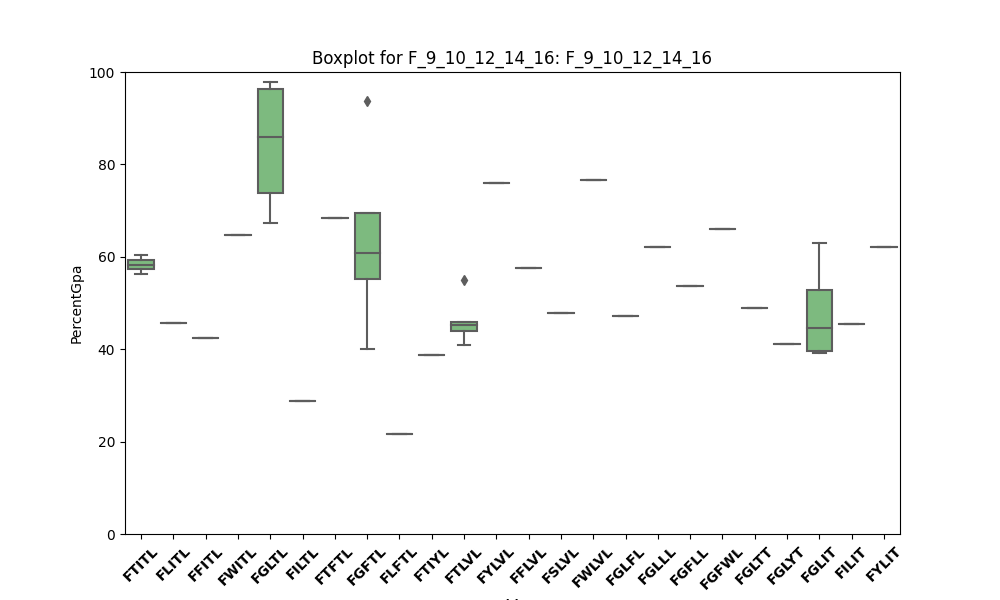 Boxplot for F_9_10_12_14_16: F_9_10_12_14_16
PercentGpa
100
80
60
40
20
0
FTITL
FLITL
FFITL
FWITL
FGLTL
FILTL
FTFTL
FGFTL
FLFTL
FTIYL
FTLVL
FYLVL
FFLVL
FSLVL
FWLVL
FGLFL
FGLLL
FGFLL
FGFWL
FGLTT
FGLYT
FGLIT
FILIT
FYLIT